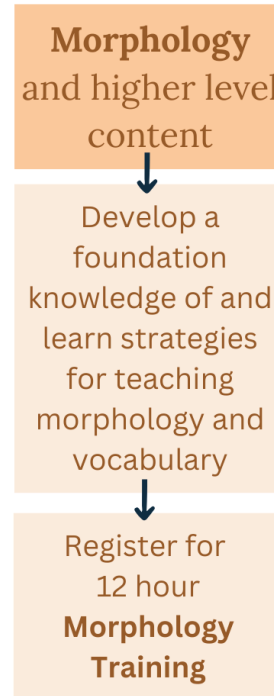 Morphology
and higher level
content
Develop a
foundation
knowledge of and
learn strategies
for teaching
morphology and
vocabulary
Register for
12 hour
Morphology
Training